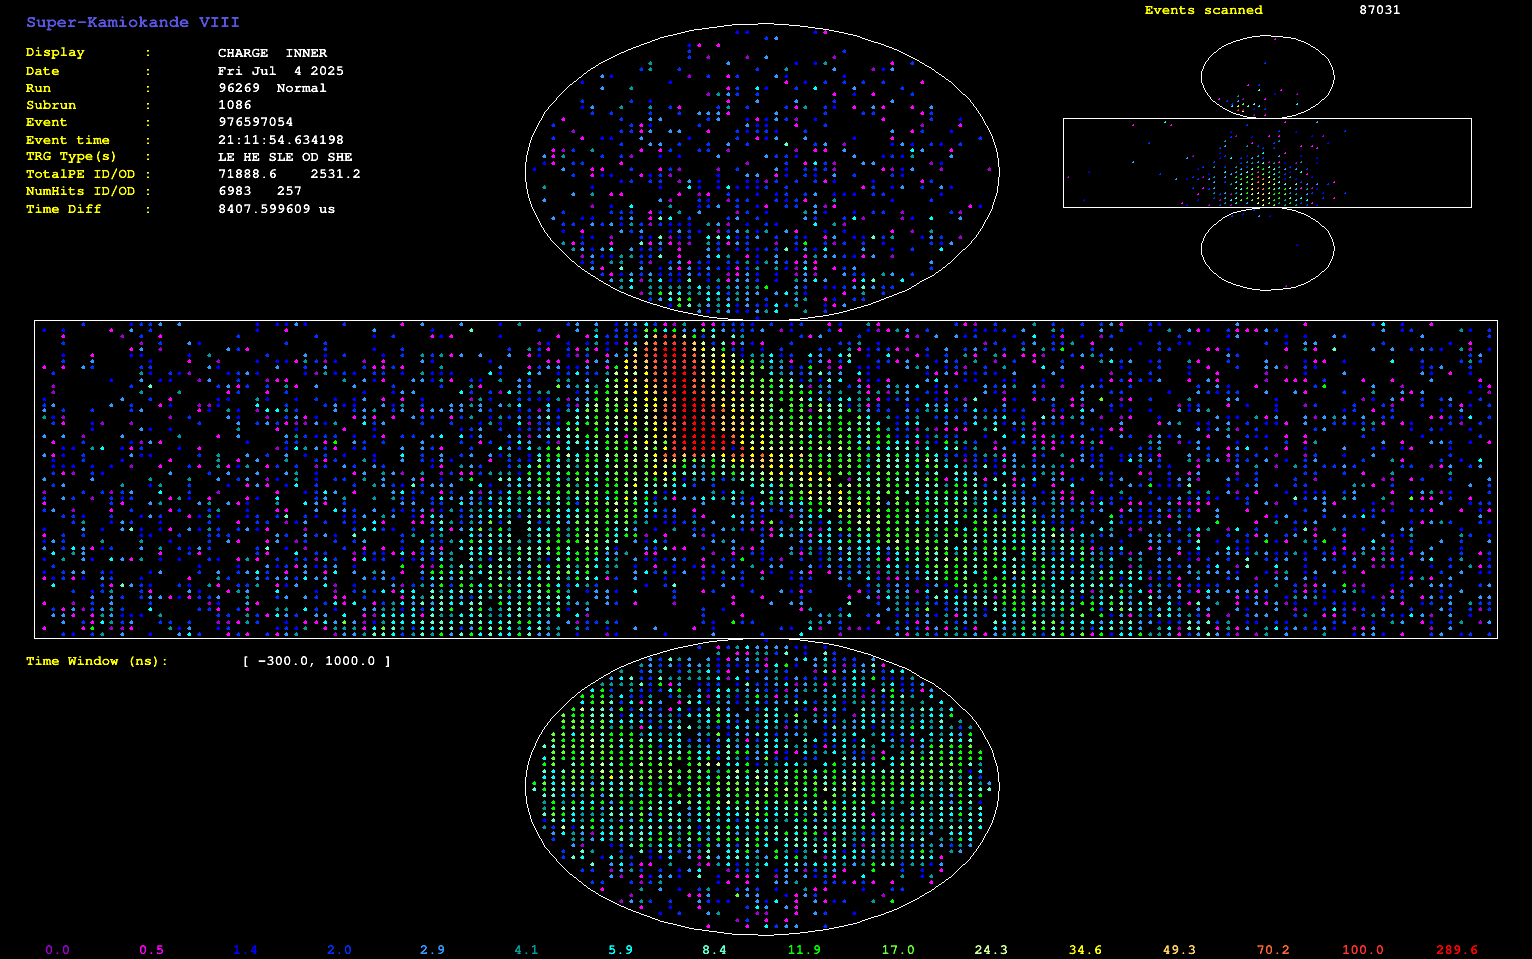 Super-Kamiokande VIII
Events scanned 87031
Display : CHARGE INNER
Date : Fri Jul 4 2025
Run : 96269 Normal
Subrun : 1086
Event : 976597054
Event time : 21:11:54.634198
TRG Type(s) : LE HE SLE OD SHE
TotalPE ID/OD : 71888.6 2531.2
NumHits ID/OD : 6983 257
Time Diff : 8407.599609 us
Time Window (ns): [ -300.0, 1000.0 ]
0.0 0.5 1.4 2.0 2.9 4.1 5.9 8.4 11.9 17.0 24.3 34.6 49.3 70.2 100.0 289.6